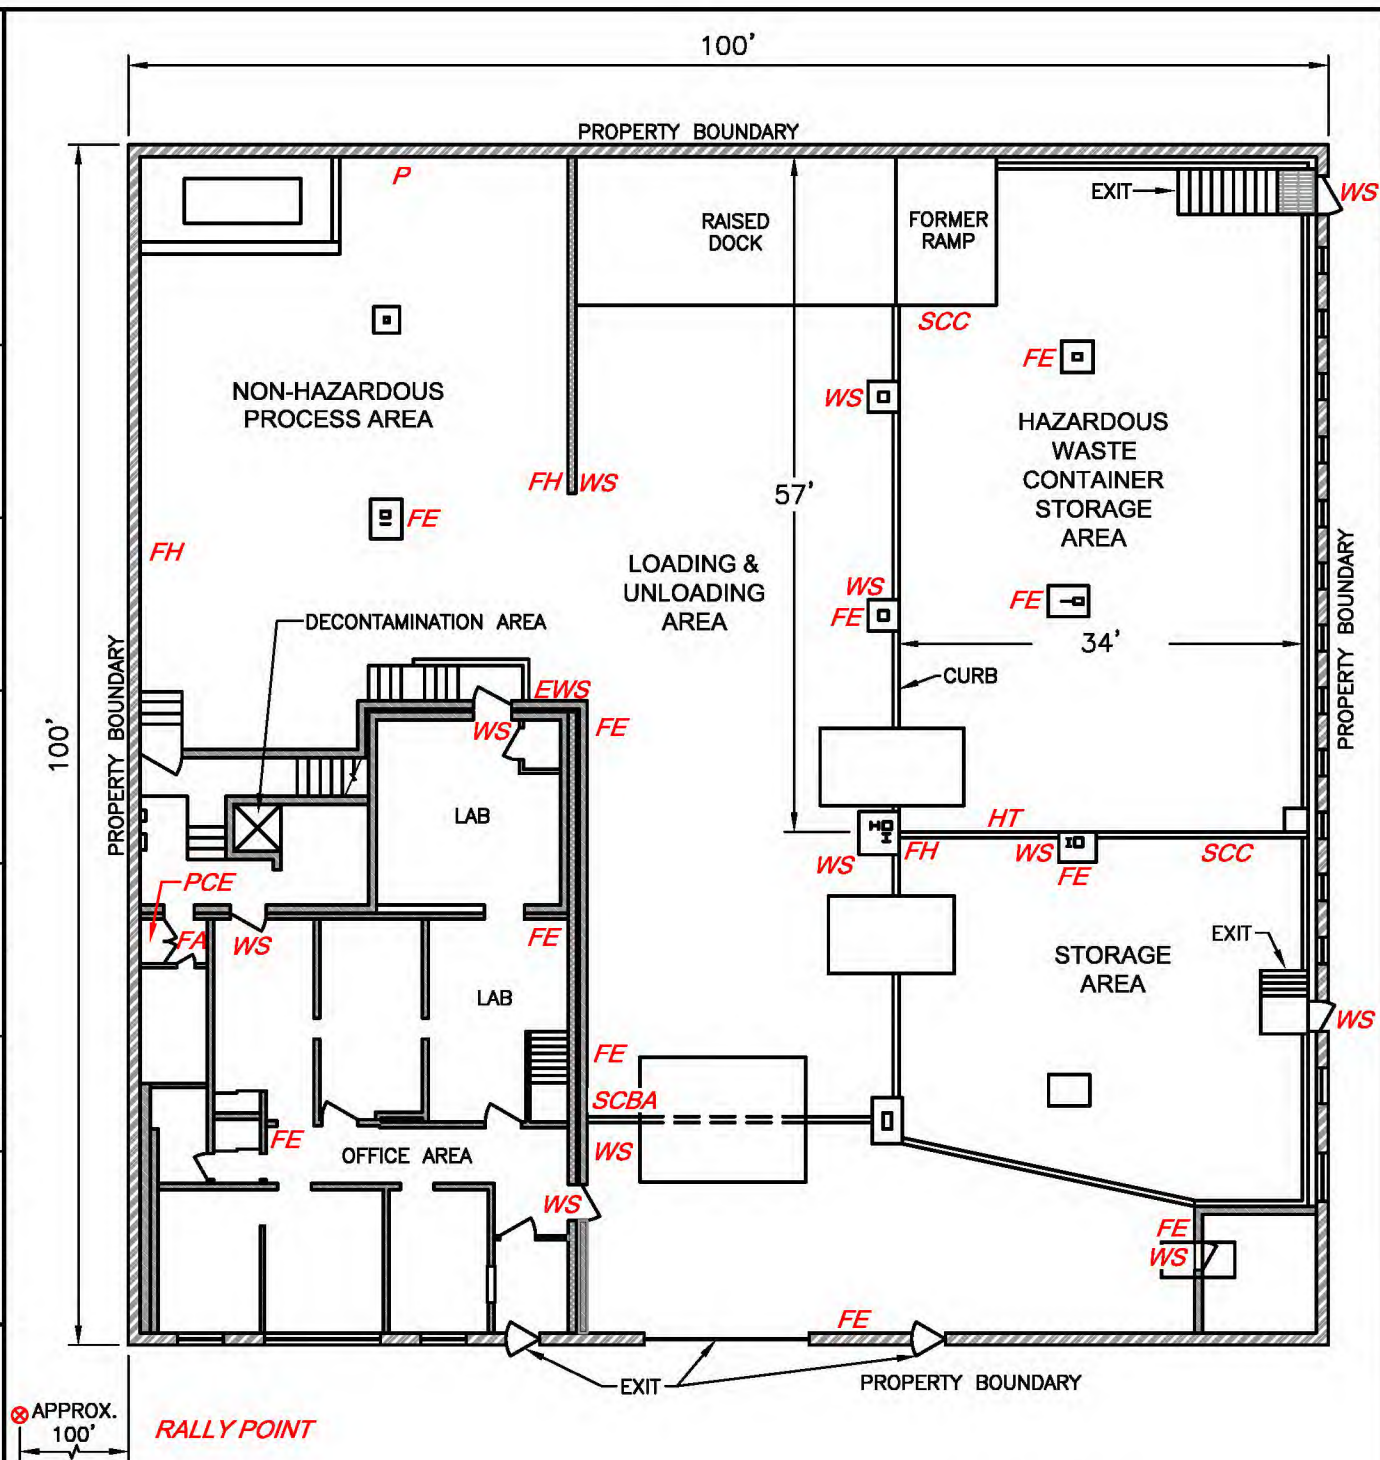 100'
PROPERTY BOUNDARY
P
EXIT
WS
RAISED
DOCK
FORMER
RAMP
SCC
FE
WS
NON-HAZARDOUS
PROCESS AREA
HAZARDOUS
WASTE
CONTAINER
STORAGE
AREA
FH WS
57'
FE
FH
LOADING &
UNLOADING
AREA
WS
FE
FE
DECONTAMINATION AREA
34'
PROPERTY BOUNDARY
PROPERTY BOUNDARY
100'
CURB
EWS
WS
FE
LAB
HT
WS
FH
WS
FE
SCC
PCE
FA
WS
FE
EXIT
STORAGE
AREA
LAB
WS
FE
SCBA
FE
OFFICE AREA
WS
WS
FE
WS
FE
EXIT
PROPERTY BOUNDARY
APPROX.
100'
RALLY POINT